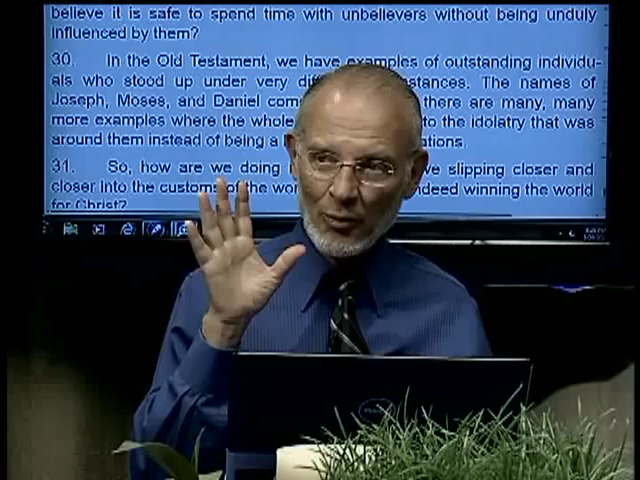 believe it is safe to spend time with unbelievers without being unduly
influenced by them?
30. In the Old Testament, we have examples of outstanding individu-
als who stood up under very diff stances. The names of
Joseph, Moses, and Daniel com there are many, many
more examples where the whole to the idolatry that was
around them instead of being a ations.
31. So, how are we doing ve slipping closer and
closer into the customs of the wor indeed winning the world
for Christ?
DELL